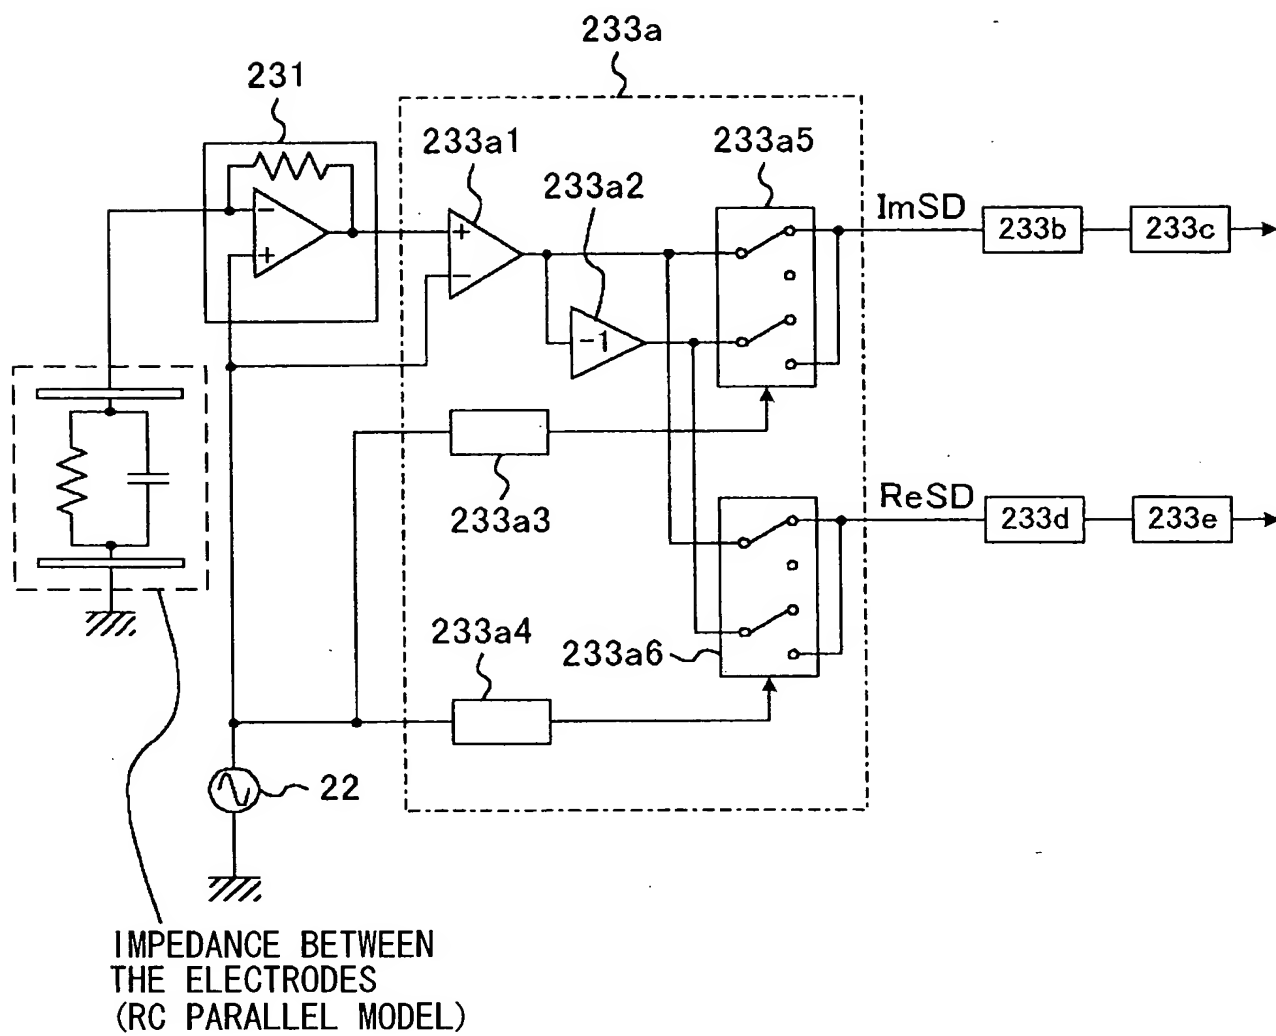 233a
231
233a1
233a2
233a5
ImSD
233b
233c
-
+
+
-
-1
233a3
ReSD
233d
233e
233a4
233a6
22
IMPEDANCE BETWEEN
THE ELECTRODES
(RC PARALLEL MODEL)